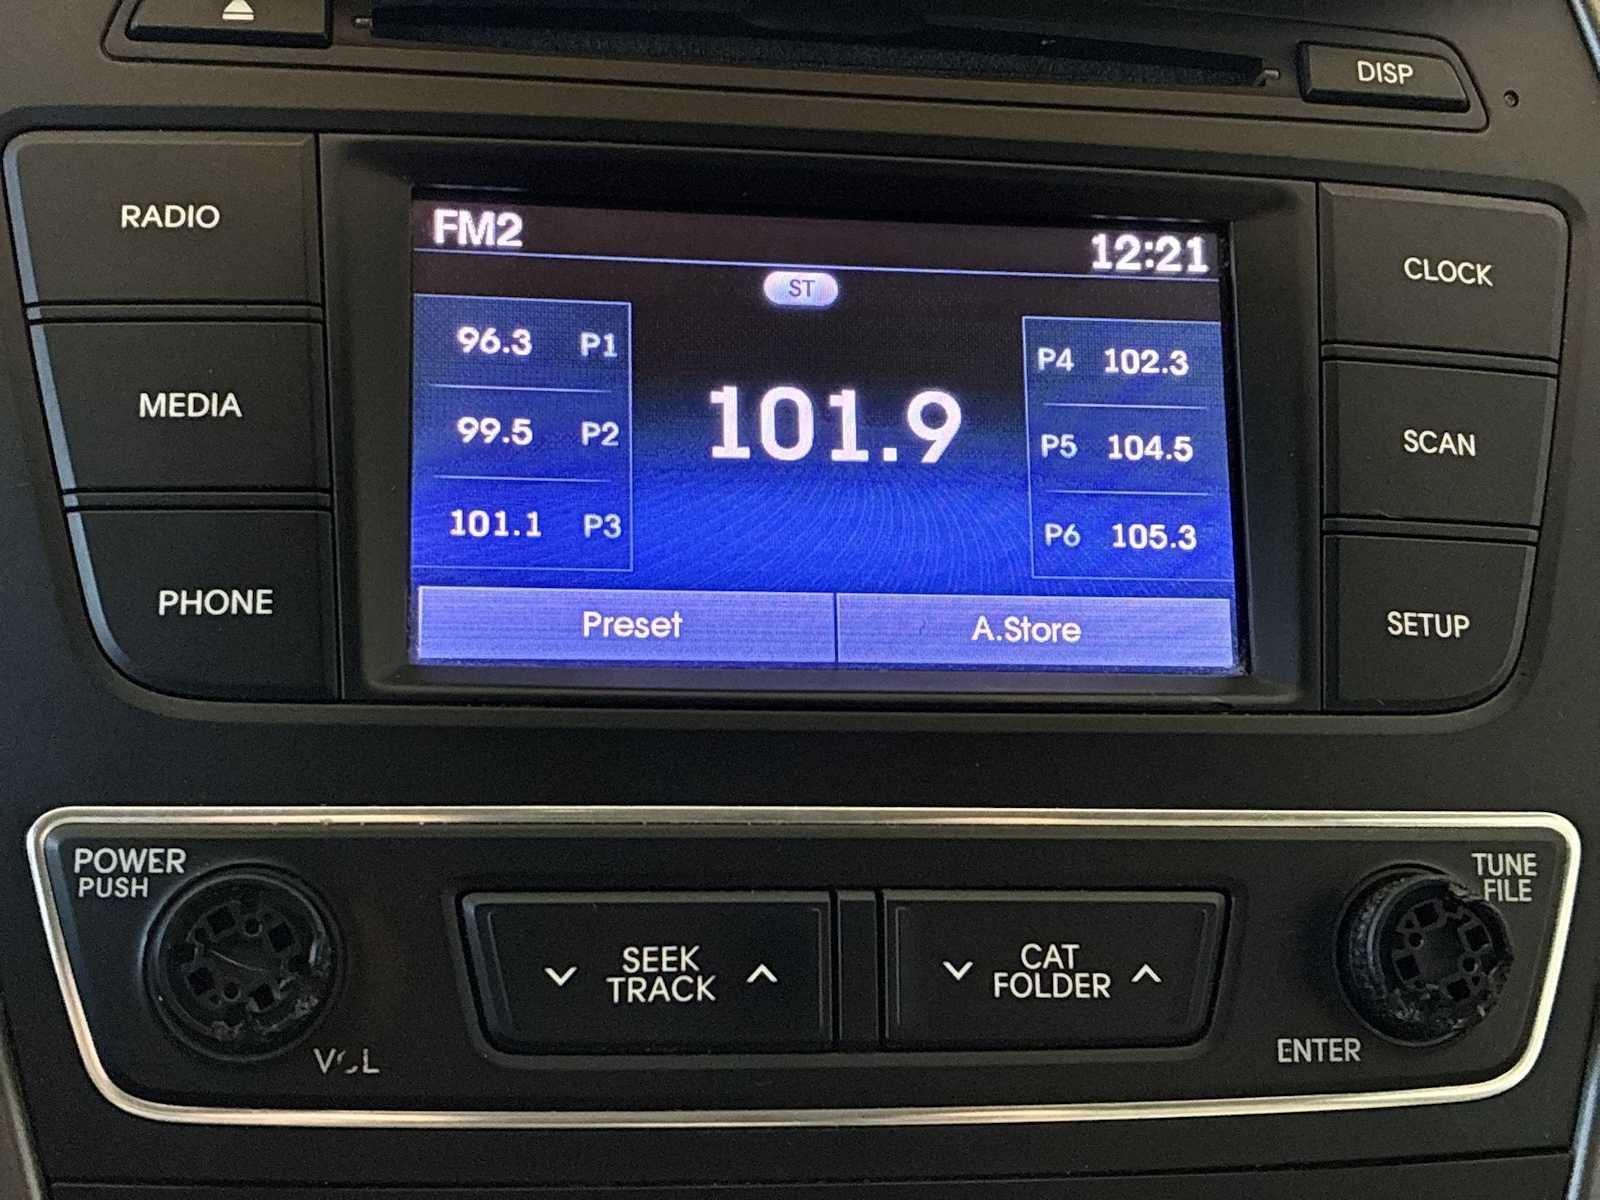 DISP
RADIO
MEDIA
PHONE
FM2
12:21
ST
96.3 P1
99.5 P2
101.1 P3
101.9
P4 102.3
P5 104.5
P6 105.3
Preset
A.Store
CLOCK
SCAN
SETUP
POWER
PUSH
VOL
SEEK
TRACK
CAT
FOLDER
TUNE
FILE
ENTER